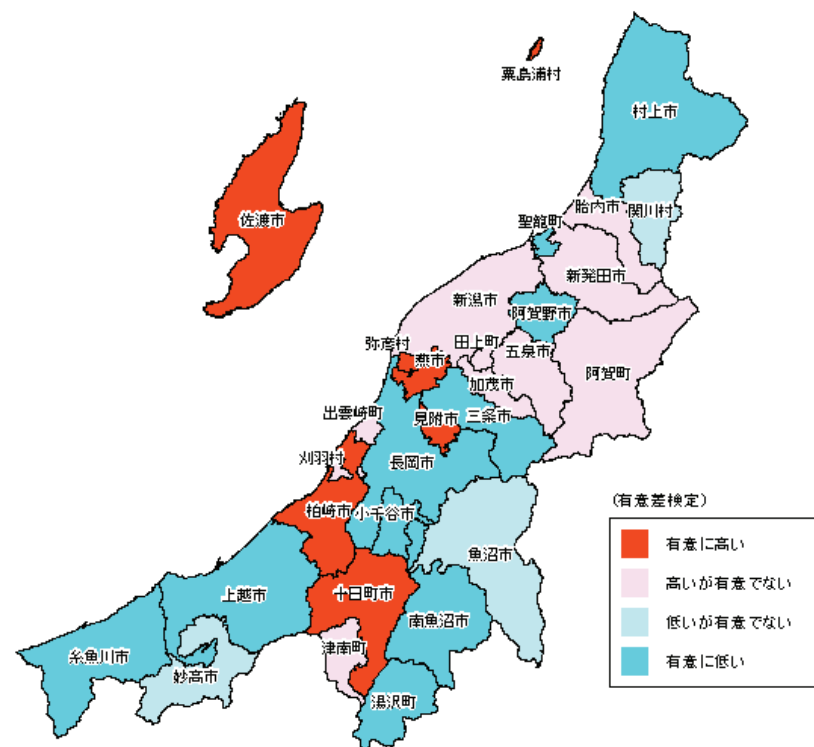 粟島浦村
村上市
佐渡市
胎内市
関川村
聖籠町
新発田市
新潟市
阿賀野市
弥彦村
田上町
五泉市
燕市
阿賀町
加茂市
出雲崎町
見附市
三条市
刈羽村
長岡市
柏崎市
小千谷市
(有意差検定)
有意に高い
魚沼市
高いが有意でない
上越市
十日町市
南魚沼市
低いが有意でない
糸魚川市
津南町
妙高市
有意に低い
湯沢町